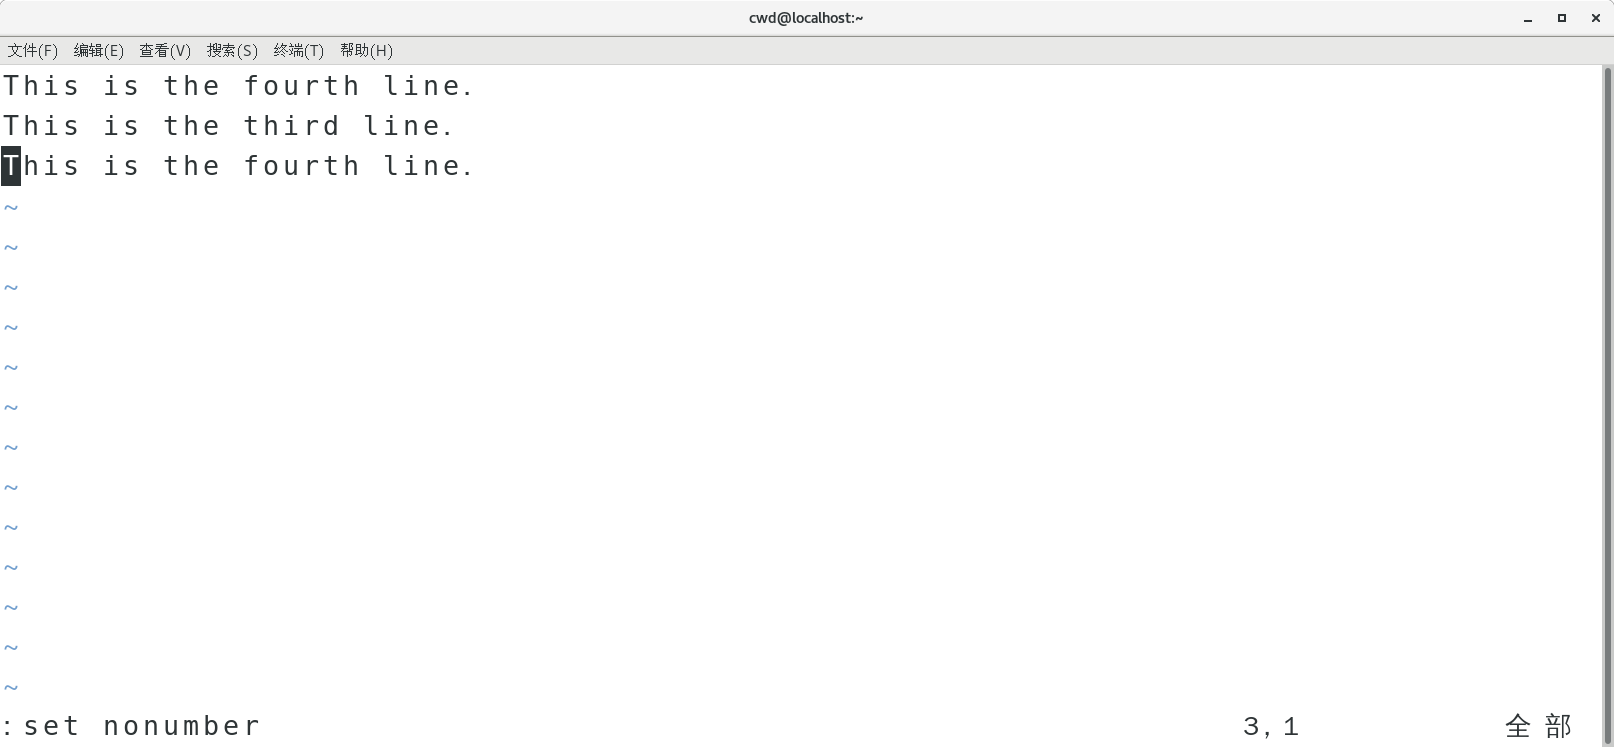 cwd@localhost:~
文件(F) 编辑(E) 查看(V) 搜索(S) 终端(T) 帮助(H)
This is the fourth line.
This is the third line.
This is the fourth line.
~
~
~
~
~
~
~
~
~
~
~
~
~
:set nonumber 3,1 全部